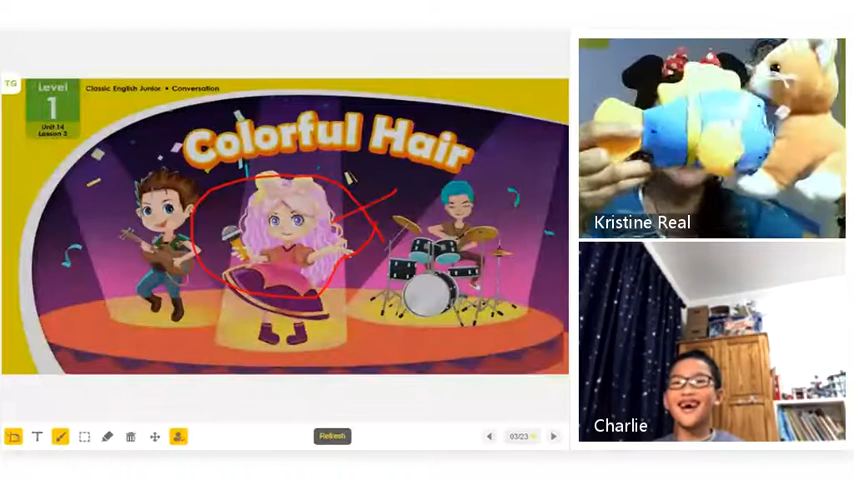 TG
Level
1
Unit 14
Lesson 3
Classic English Junior • Conversation
Colorful Hair
Kristine Real
Charlie
T
Refresh
03/23